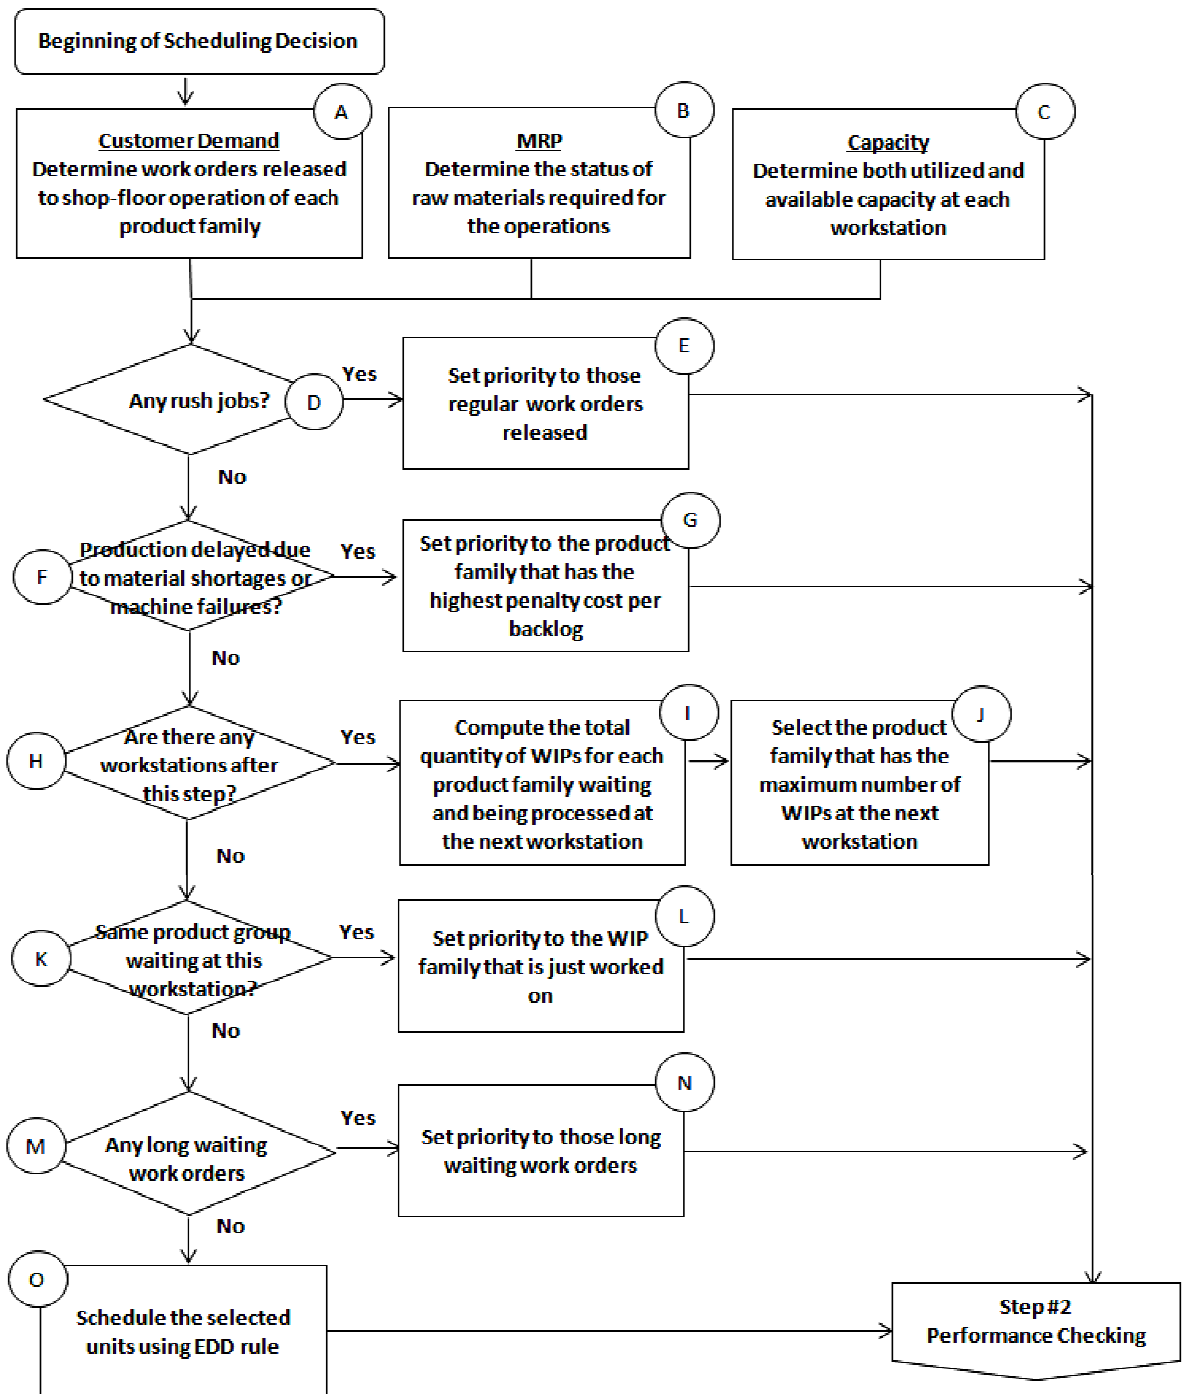 Beginning of Scheduling Decision
A
Customer Demand
Determine work orders released
to shop-floor operation of each
product family
B
MRP
Determine the status of
raw materials required for
the operations
C
Capacity
Determine both utilized and
available capacity at each
workstation
Any rush jobs?
D
Yes
E
Set priority to those
regular work orders
released
No
F
Production delayed due
to material shortages or
machine failures?
Yes
G
Set priority to the product
family that has the
highest penalty cost per
backlog
No
H
Are there any
workstations after
this step?
Yes
I
Compute the total
quantity of WIPs for each
product family waiting
and being processed at
the next workstation
J
Select the product
family that has the
maximum number of
WIPs at the next
workstation
No
K
Same product group
waiting at this
workstation?
Yes
L
Set priority to the WIP
family that is just worked
on
No
M
Any long waiting
work orders
Yes
N
Set priority to those long
waiting work orders
No
O
Schedule the selected
units using EDD rule
Step #2
Performance Checking